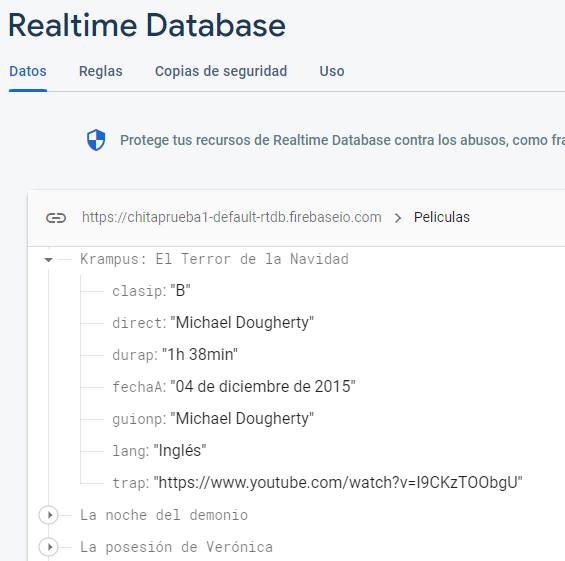 Realtime Database
Datos Reglas Copias de seguridad Uso
Protege tus recursos de Realtime Database contra los abusos, como fra
https://chitaprueba1-default-rtdb.firebaseio.com > Peliculas
Krampus: El Terror de la Navidad
clasip: "B"
direct: "Michael Dougherty"
durap: "1h 38min"
fechaA: "04 de diciembre de 2015"
guionp: "Michael Dougherty"
lang: "Inglés"
trap: "https://www.youtube.com/watch?v=I9CKzTOObgU"
La noche del demonio
La posesión de Verónica